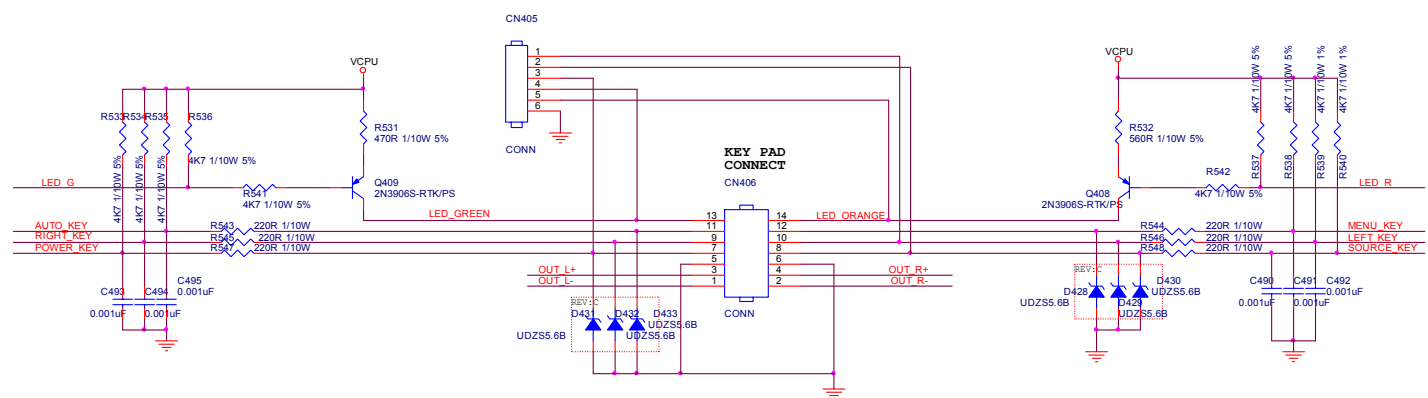 CN405
1
2
3
4
5
6
CONN
VCPU
R533
R534
R535
R536
4K7 1/10W 5%
4K7 1/10W 5%
4K7 1/10W 5%
4K7 1/10W 5%
R531
470R 1/10W 5%
LED_G
R541
4K7 1/10W 5%
Q409
2N3906S-RTK/PS
LED_GREEN
AUTO_KEY
RIGHT_KEY
POWER_KEY
R543
R545
R547
220R 1/10W
220R 1/10W
220R 1/10W
C493
C494
C495
0.001uF
0.001uF
0.001uF
KEY PAD
CONNECT
CN406
13
11
9
7
5
3
1
14
12
10
8
6
4
2
CONN
OUT_L+
OUT_L-
OUT_R+
OUT_R-
REV:C
D431
D432
D433
UDZS5.6B
UDZS5.6B
UDZS5.6B
LED_ORANGE
VCPU
R532
560R 1/10W 5%
Q408
2N3906S-RTK/PS
R542
4K7 1/10W 5%
LED_R
4K7 1/10W 5%
4K7 1/10W 5%
4K7 1/10W 1%
4K7 1/10W 1%
R537
R538
R539
R540
R544
R546
R548
220R 1/10W
220R 1/10W
220R 1/10W
MENU_KEY
LEFT_KEY
SOURCE_KEY
REV:C
D428
D430
D429
UDZS5.6B
UDZS5.6B
UDZS5.6B
C490
C491
C492
0.001uF
0.001uF
0.001uF